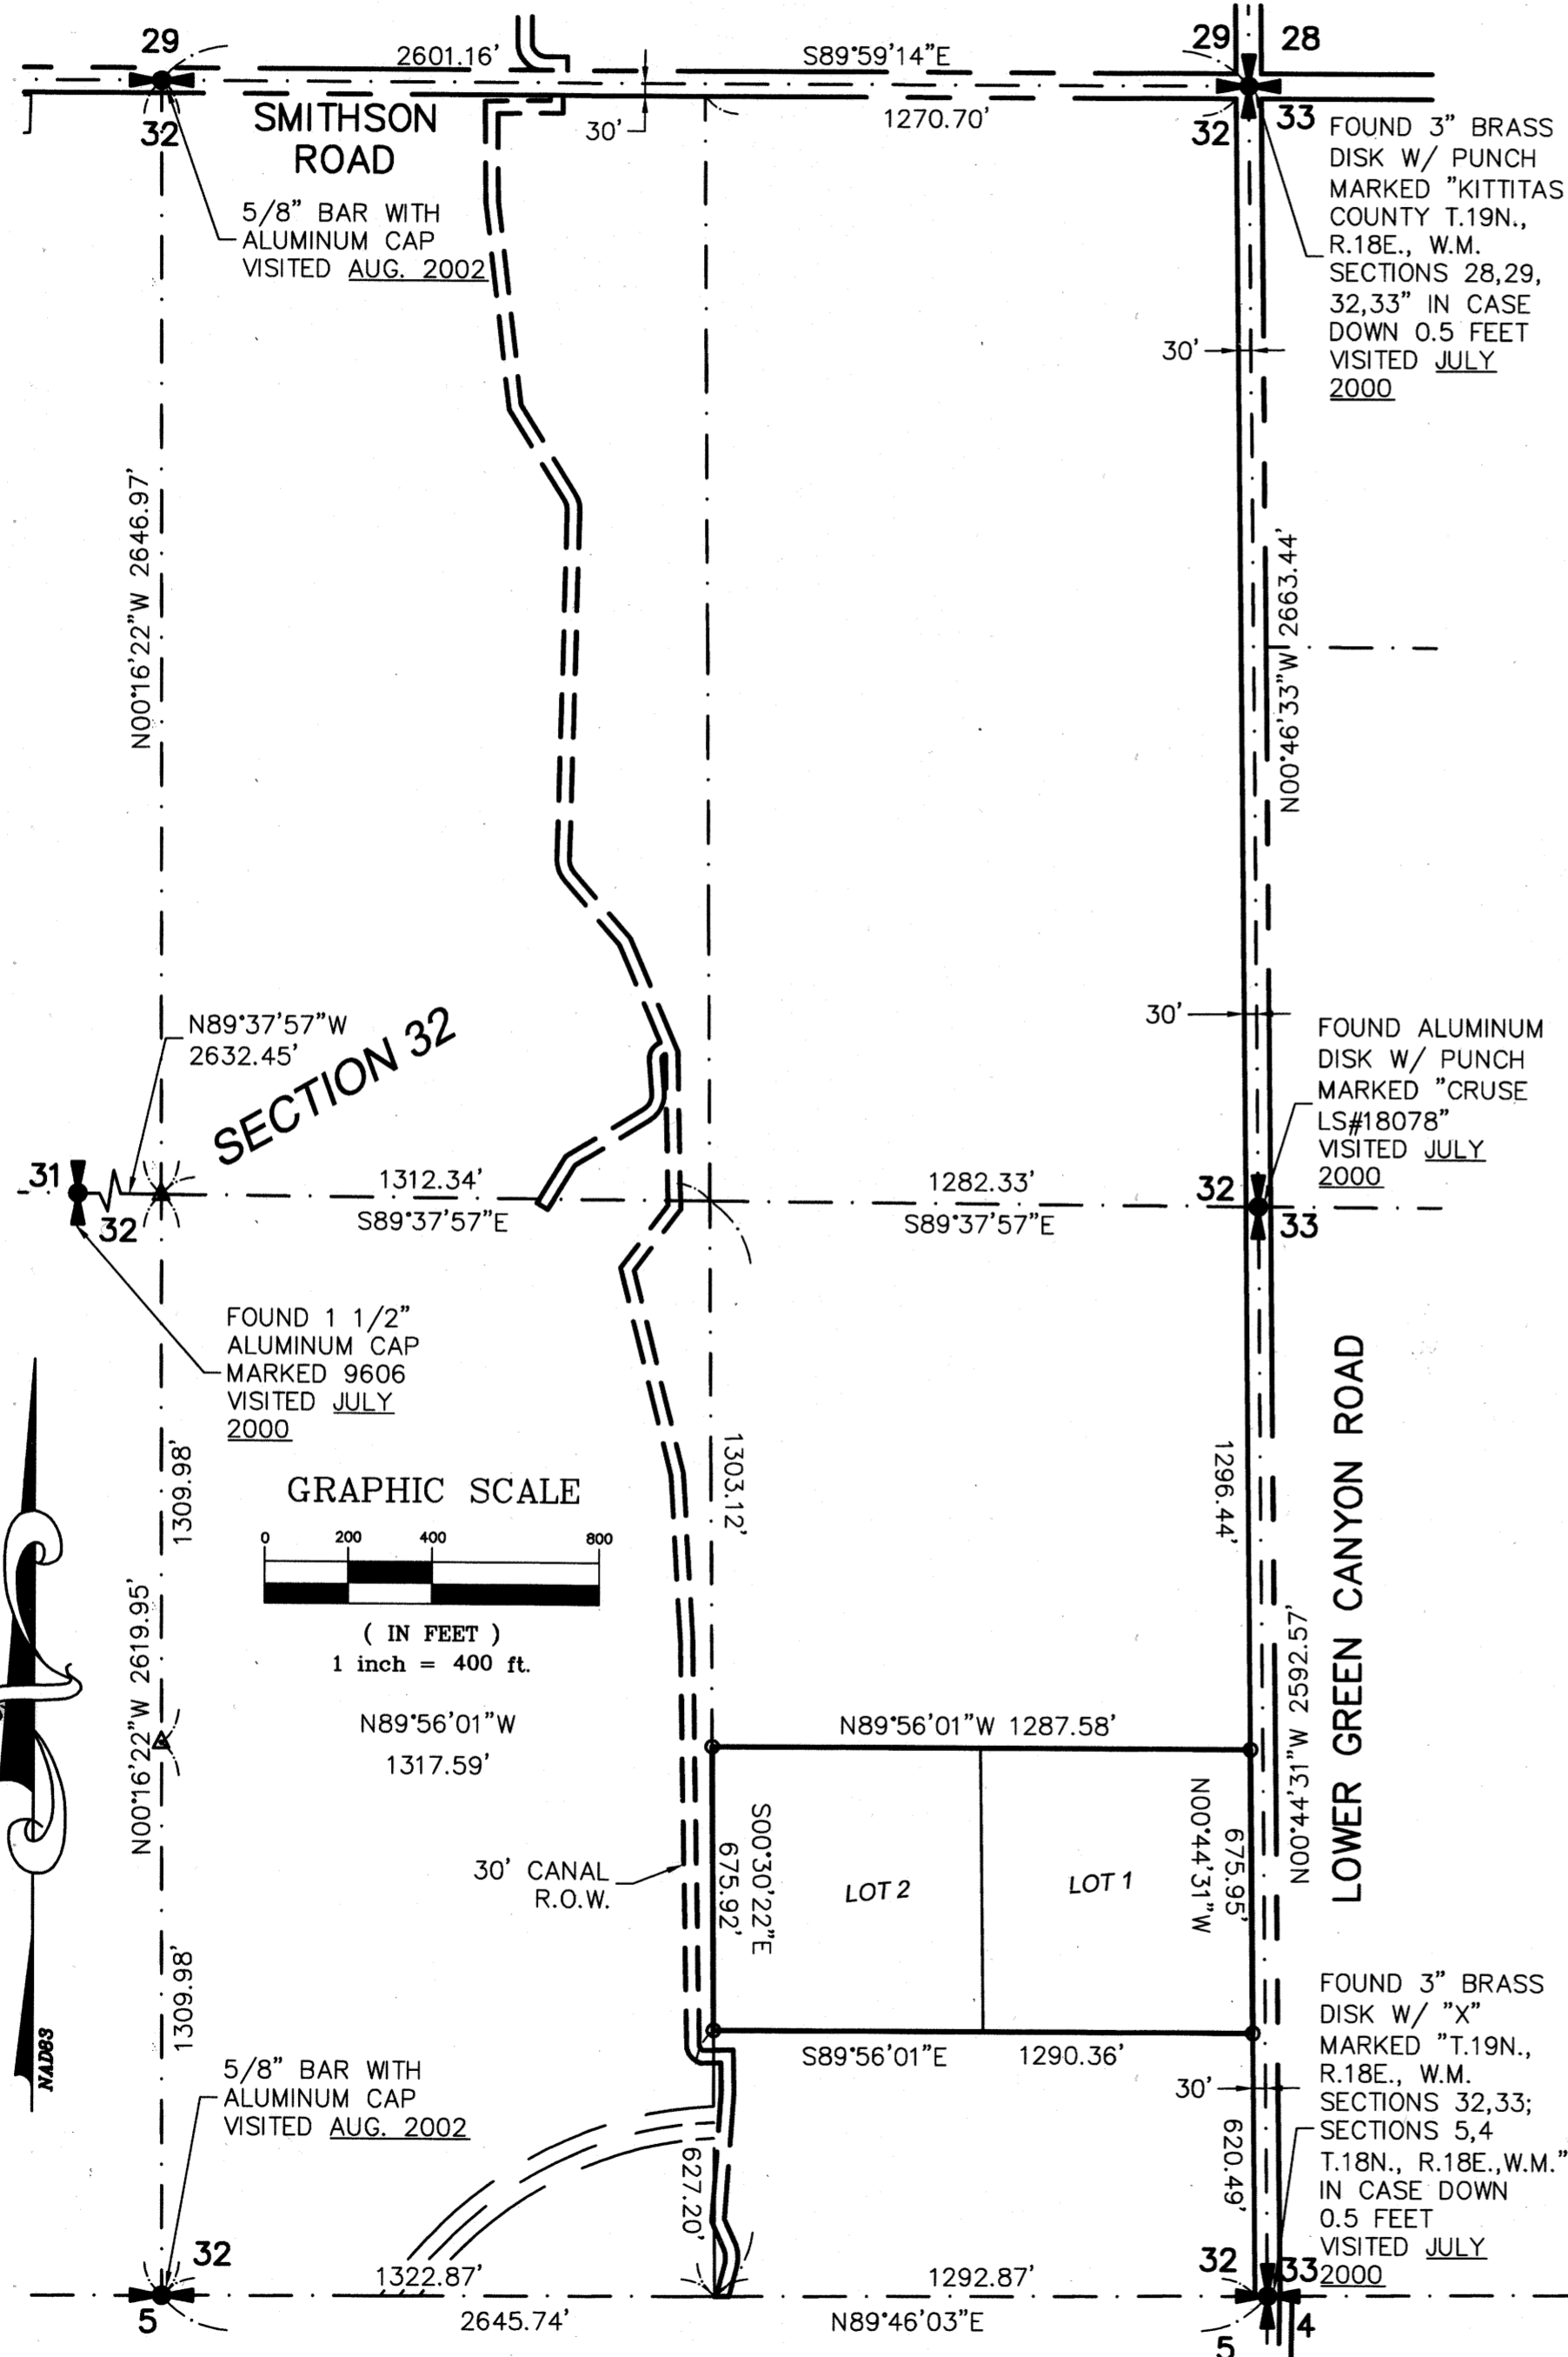 29
2601.16'
S89°59'14"E
29
28
32
SMITHSON
ROAD
30'
1270.70'
32
33
FOUND 3" BRASS
DISK W/ PUNCH
MARKED "KITTITAS
COUNTY T.19N.,
R.18E., W.M.
SECTIONS 28,29,
32,33" IN CASE
DOWN 0.5 FEET
VISITED JULY
2000
5/8" BAR WITH
ALUMINUM CAP
VISITED AUG. 2002
30'
N00°16'22"W 2646.97'
N00°46'33"W 2663.44'
N89°37'57"W
2632.45'
SECTION 32
30'
FOUND ALUMINUM
DISK W/ PUNCH
MARKED "CRUSE
LS#18078"
VISITED JULY
2000
31
32
1312.34'
S89°37'57"E
1282.33'
S89°37'57"E
32
33
FOUND 1 1/2"
ALUMINUM CAP
MARKED 9606
VISITED JULY
2000
1309.98'
1303.12'
1296.44'
LOWER GREEN CANYON ROAD
GRAPHIC SCALE
0 200 400 800
( IN FEET )
1 inch = 400 ft.
N00°16'22"W 2619.95'
N00°44'31"W 2592.57'
N89°56'01"W
1317.59'
N89°56'01"W 1287.58'
S00°30'22"E
675.92'
LOT 2
LOT 1
N00°44'31"W
675.95'
30' CANAL
R.O.W.
1309.98'
NAD83
S89°56'01"E 1290.36'
5/8" BAR WITH
ALUMINUM CAP
VISITED AUG. 2002
30'
FOUND 3" BRASS
DISK W/ "X"
MARKED "T.19N.,
R.18E., W.M.
SECTIONS 32,33;
SECTIONS 5,4
T.18N., R.18E.,W.M."
IN CASE DOWN
0.5 FEET
VISITED JULY
2000
627.20'
620.49'
32
1322.87'
1292.87'
32
33
5
2645.74'
N89°46'03"E
5
4